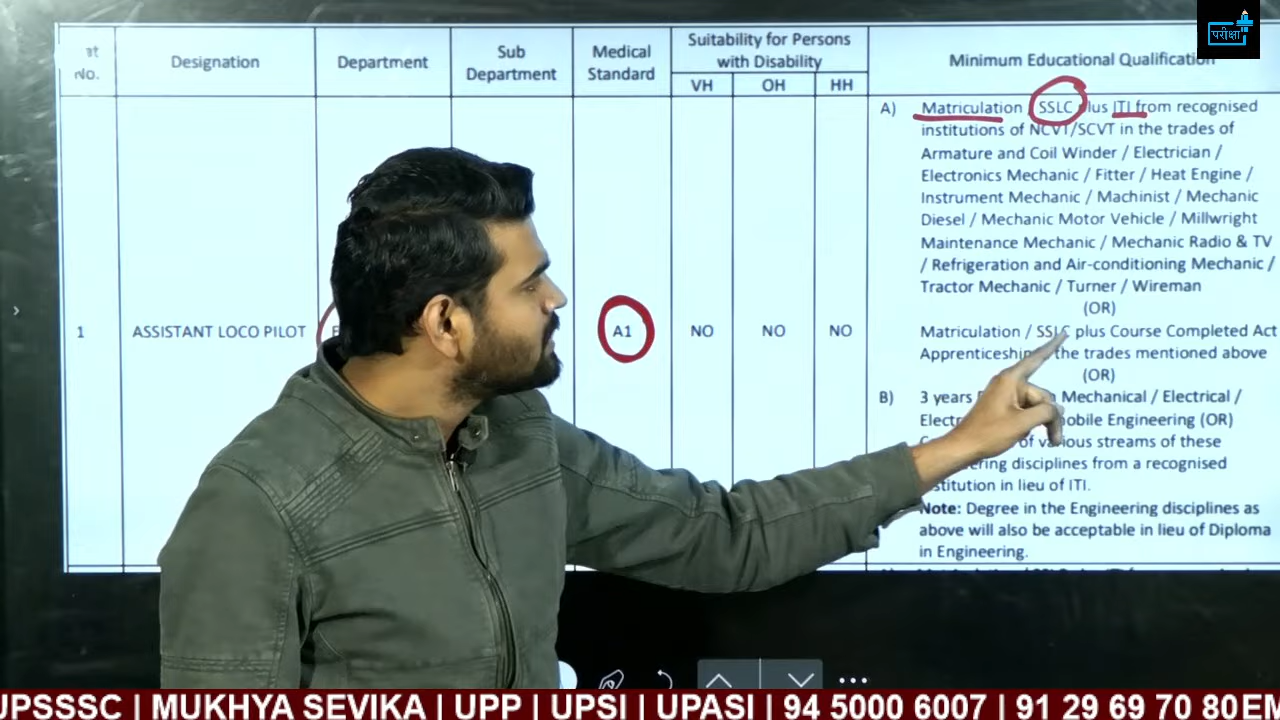 परीक्षा
at No.
Designation
Department
Sub Department
Medical Standard
Suitability for Persons with Disability
VH
OH
HH
Minimum Educational Qualification
1
ASSISTANT LOCO PILOT
A1
NO
NO
NO
A) Matriculation SSLC plus ITI from recognised
institutions of NCVT/SCVT in the trades of
Armature and Coil Winder / Electrician /
Electronics Mechanic / Fitter / Heat Engine /
Instrument Mechanic / Machinist / Mechanic
Diesel / Mechanic Motor Vehicle / Millwright
Maintenance Mechanic / Mechanic Radio & TV
/ Refrigeration and Air-conditioning Mechanic /
Tractor Mechanic / Turner / Wireman
(OR)
Matriculation / SSLC plus Course Completed Act
Apprenticeship the trades mentioned above
(OR)
B) 3 years Mechanical / Electrical /
Engineering (OR)
of various streams of these
disciplines from a recognised
in lieu of ITI.
Note: Degree in the Engineering disciplines as
above will also be acceptable in lieu of Diploma
in Engineering.
UPSSSC | MUKHYA SEVIKA | UPP | UPSI | UPASI | 94 5000 6007 | 91 29 69 70 80